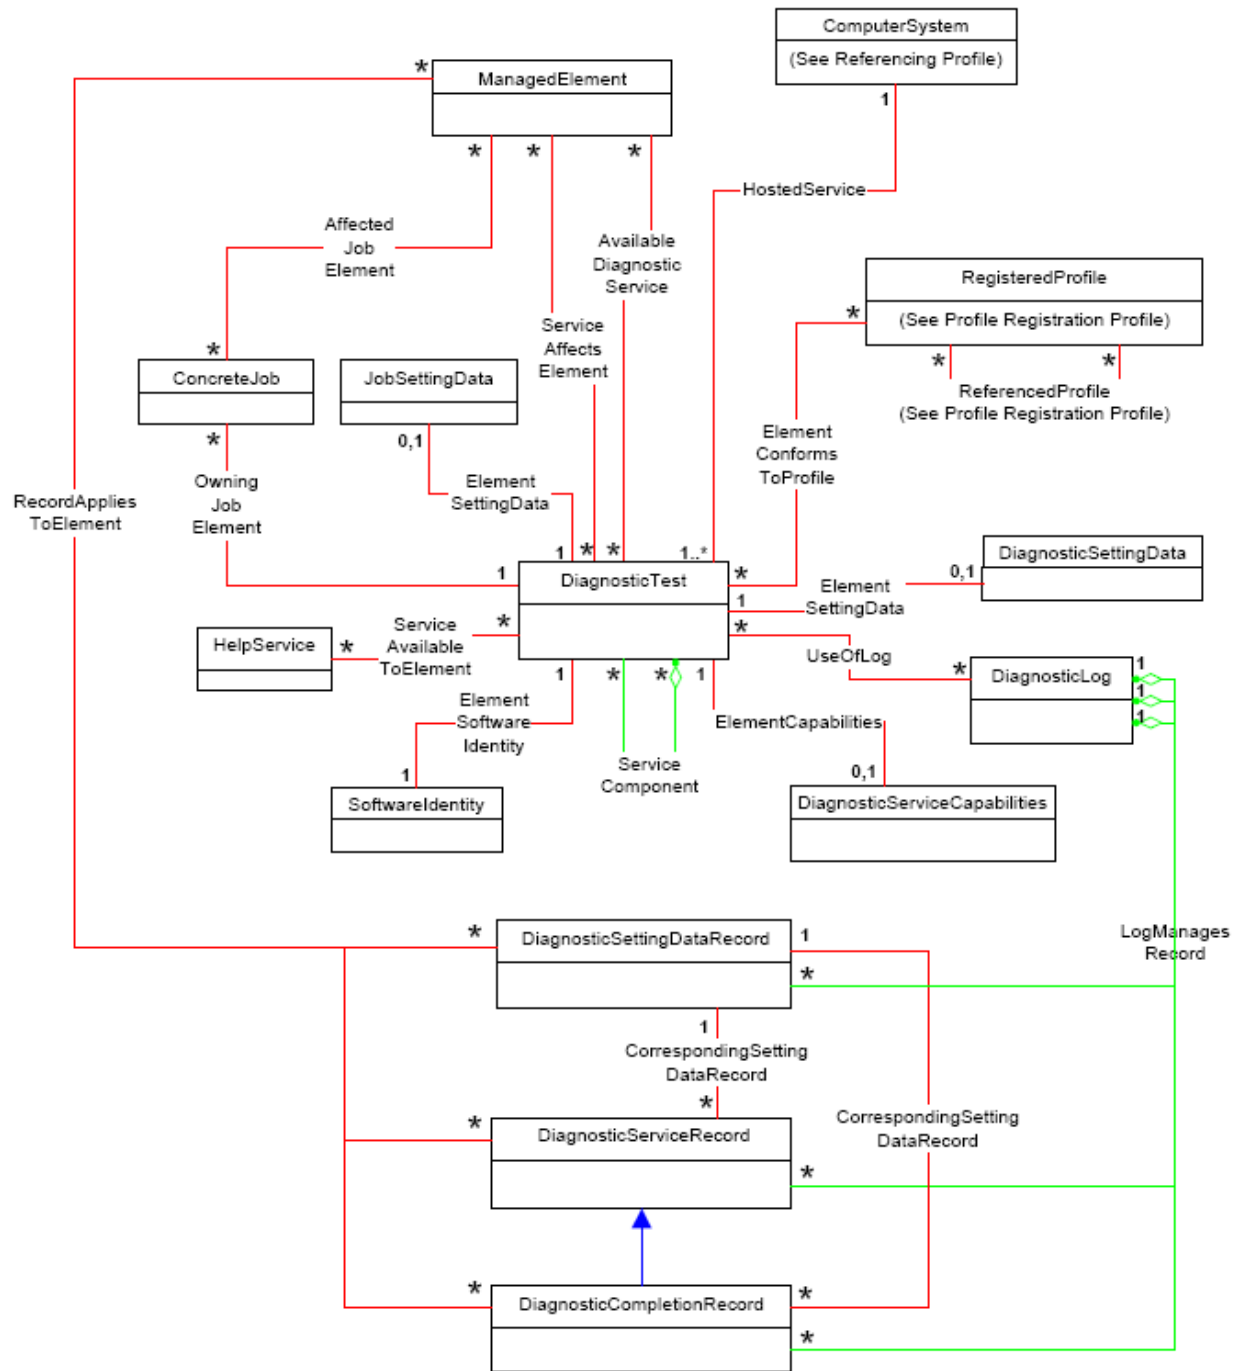 ComputerSystem
(See Referencing Profile)
1
*
ManagedElement
*
*
*
HostedService
Affected
Job
Element
Available
Diagnostic
Service
RegisteredProfile
(See Profile Registration Profile)
*
*
*
ReferencedProfile
(See Profile Registration Profile)
Service
Affects
Element
*
ConcreteJob
*
JobSettingData
0,1
Element
Conforms
ToProfile
Owning
Job
Element
Element
SettingData
RecordApplies
ToElement
1
*
*
1..*
1
DiagnosticTest
*
1
*
Element
SettingData
0,1
DiagnosticSettingData
HelpService
*
Service
Available
ToElement
*
UseOfLog
*
DiagnosticLog
1
1
1
1
*
*
1
Element
Software
Identity
ElementCapabilities
Service
Component
1
SoftwareIdentity
0,1
DiagnosticServiceCapabilities
*
DiagnosticSettingDataRecord
1
*
LogManages
Record
1
CorrespondingSetting
DataRecord
*
*
DiagnosticServiceRecord
*
CorrespondingSetting
DataRecord
*
DiagnosticCompletionRecord
*
*